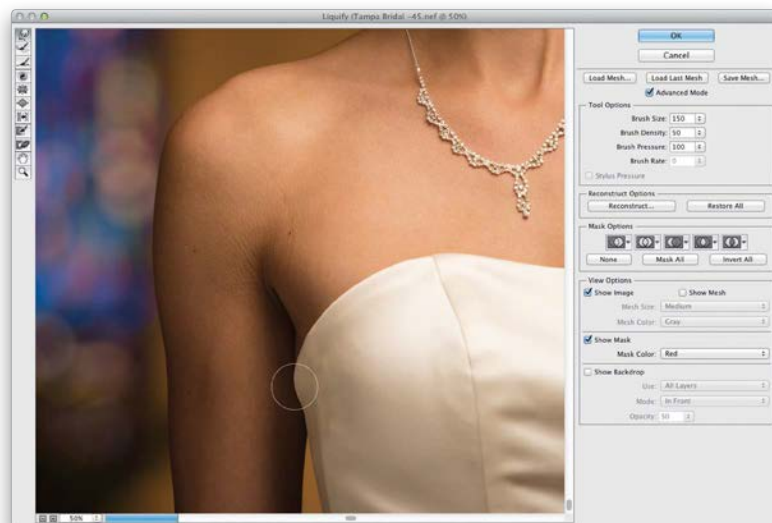 Liquify (Tampa Bridal -45.nef @ 50%)
OK
Cancel
Load Mesh...
Load Last Mesh
Save Mesh...
Advanced Mode
Tool Options
Brush Size: 150
Brush Density: 50
Brush Pressure: 100
Brush Rate: 0
Stylus Pressure
Reconstruct Options
Reconstruct...
Restore All
Mask Options
None
Mask All
Invert All
View Options
Show Image
Show Mesh
Mesh Size: Medium
Mesh Color: Gray
Show Mask
Mask Color: Red
Show Backdrop
Use: All Layers
Mode: In Front
Opacity: 50
50%